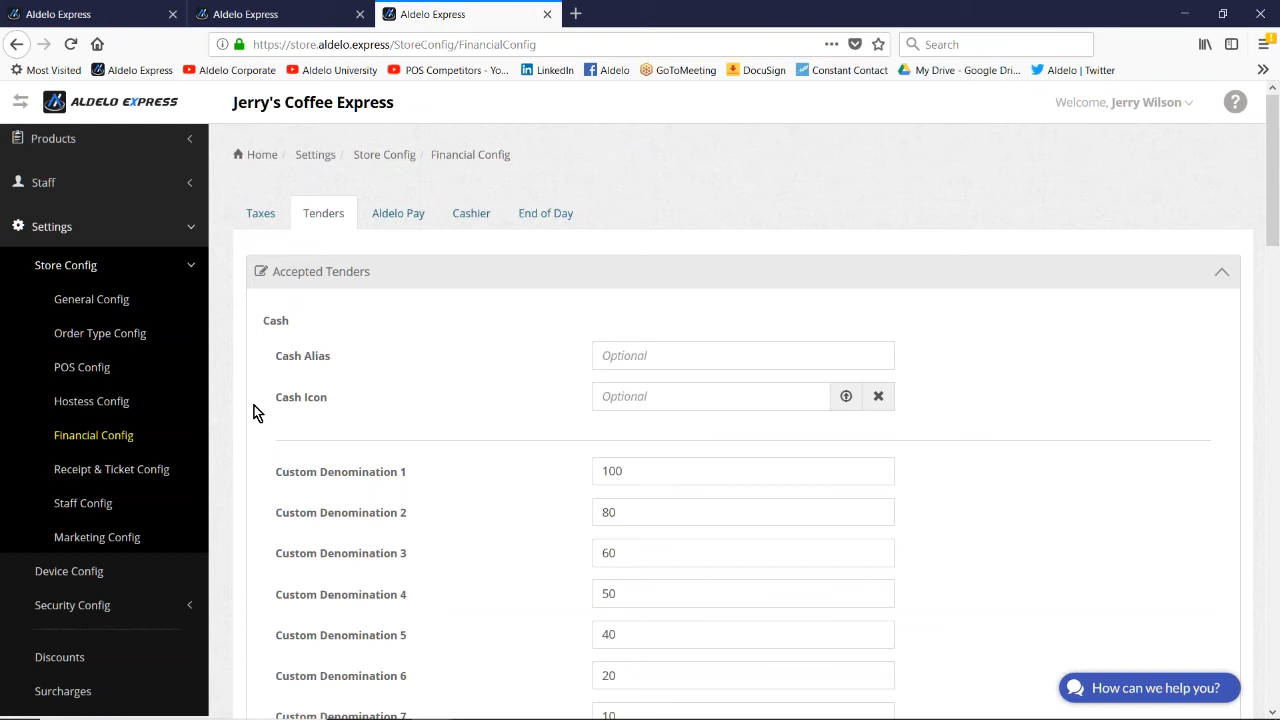 Aldelo Express
Aldelo Express
Aldelo Express
https://store.aldelo.express/StoreConfig/FinancialConfig
Search
Most Visited Aldelo Express Aldelo Corporate Aldelo University POS Competitors - Yo... LinkedIn Aldelo GoToMeeting DocuSign Constant Contact My Drive - Google Dri... Aldelo | Twitter
ALDELO EXPRESS
Jerry's Coffee Express
Welcome, Jerry Wilson
?
Products
Staff
Settings
Store Config
General Config
Order Type Config
POS Config
Hostess Config
Financial Config
Receipt & Ticket Config
Staff Config
Marketing Config
Device Config
Security Config
Discounts
Surcharges
Home / Settings / Store Config / Financial Config
Taxes Tenders Aldelo Pay Cashier End of Day
Accepted Tenders
Cash
Cash Alias Optional
Cash Icon Optional
Custom Denomination 1 100
Custom Denomination 2 80
Custom Denomination 3 60
Custom Denomination 4 50
Custom Denomination 5 40
Custom Denomination 6 20
Custom Denomination 7 10
How can we help you?